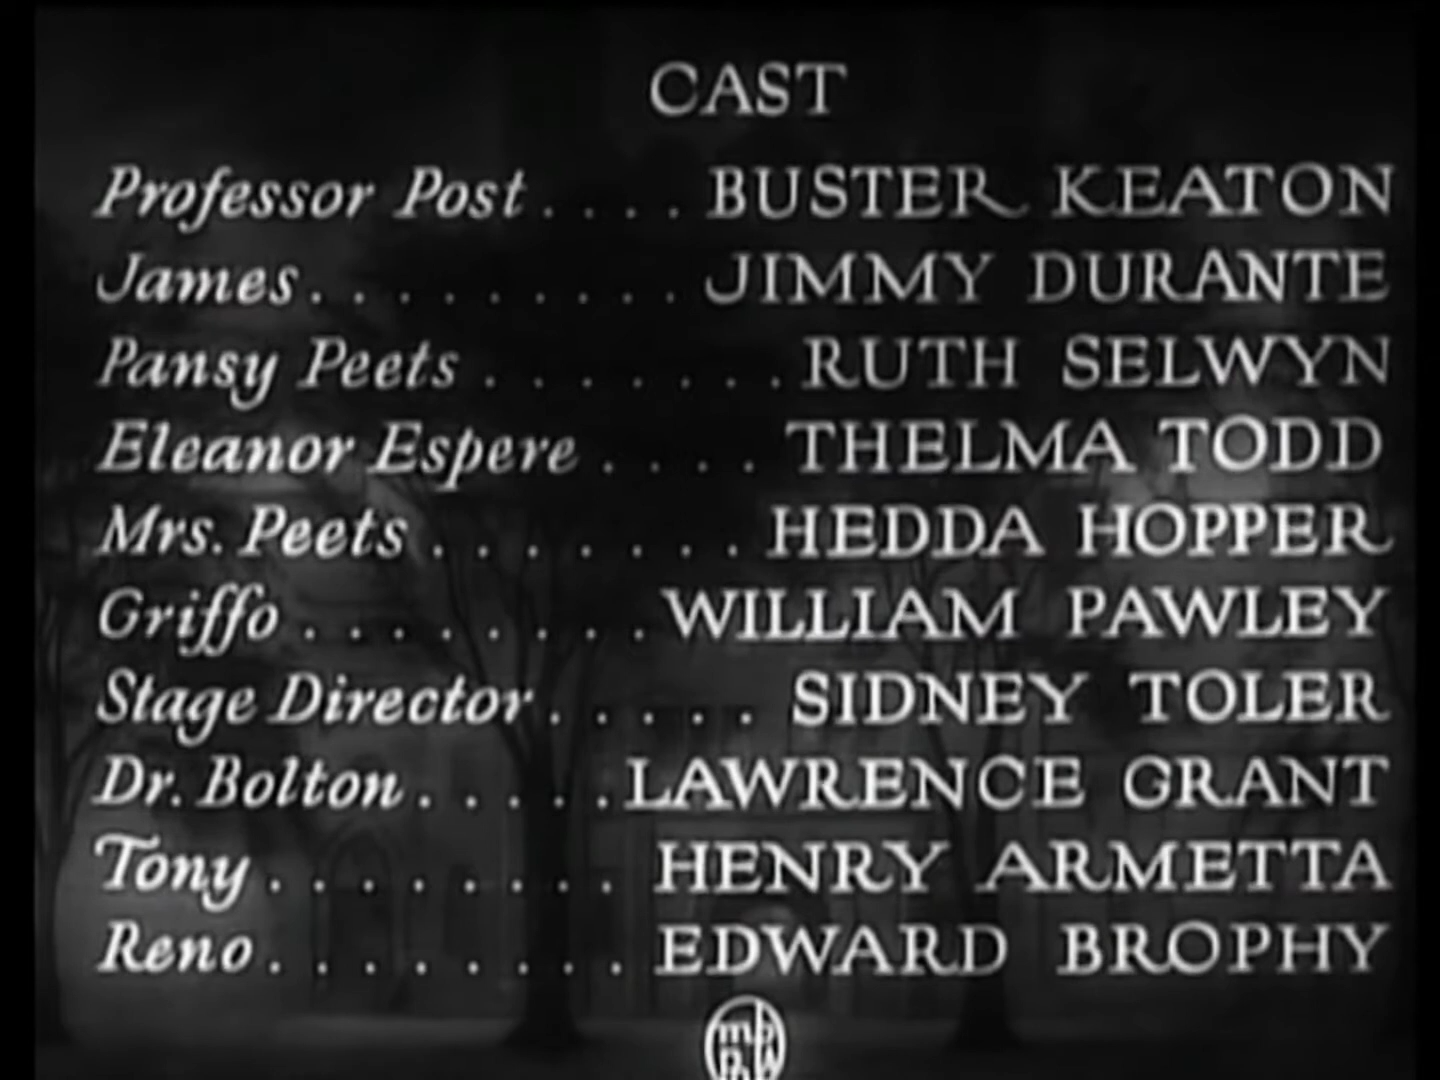 CAST
Professor Post . . . . BUSTER KEATON
James . . . . . . . . . JIMMY DURANTE
Pansy Peets . . . . . . . RUTH SELWYN
Eleanor Espere . . . . THELMA TODD
Mrs. Peets . . . . . . . HEDDA HOPPER
Griffo . . . . . . . . WILLIAM PAWLEY
Stage Director . . . . . SIDNEY TOLER
Dr. Bolton . . . . . LAWRENCE GRANT
Tony . . . . . . . . HENRY ARMETTA
Reno . . . . . . . . EDWARD BROPHY